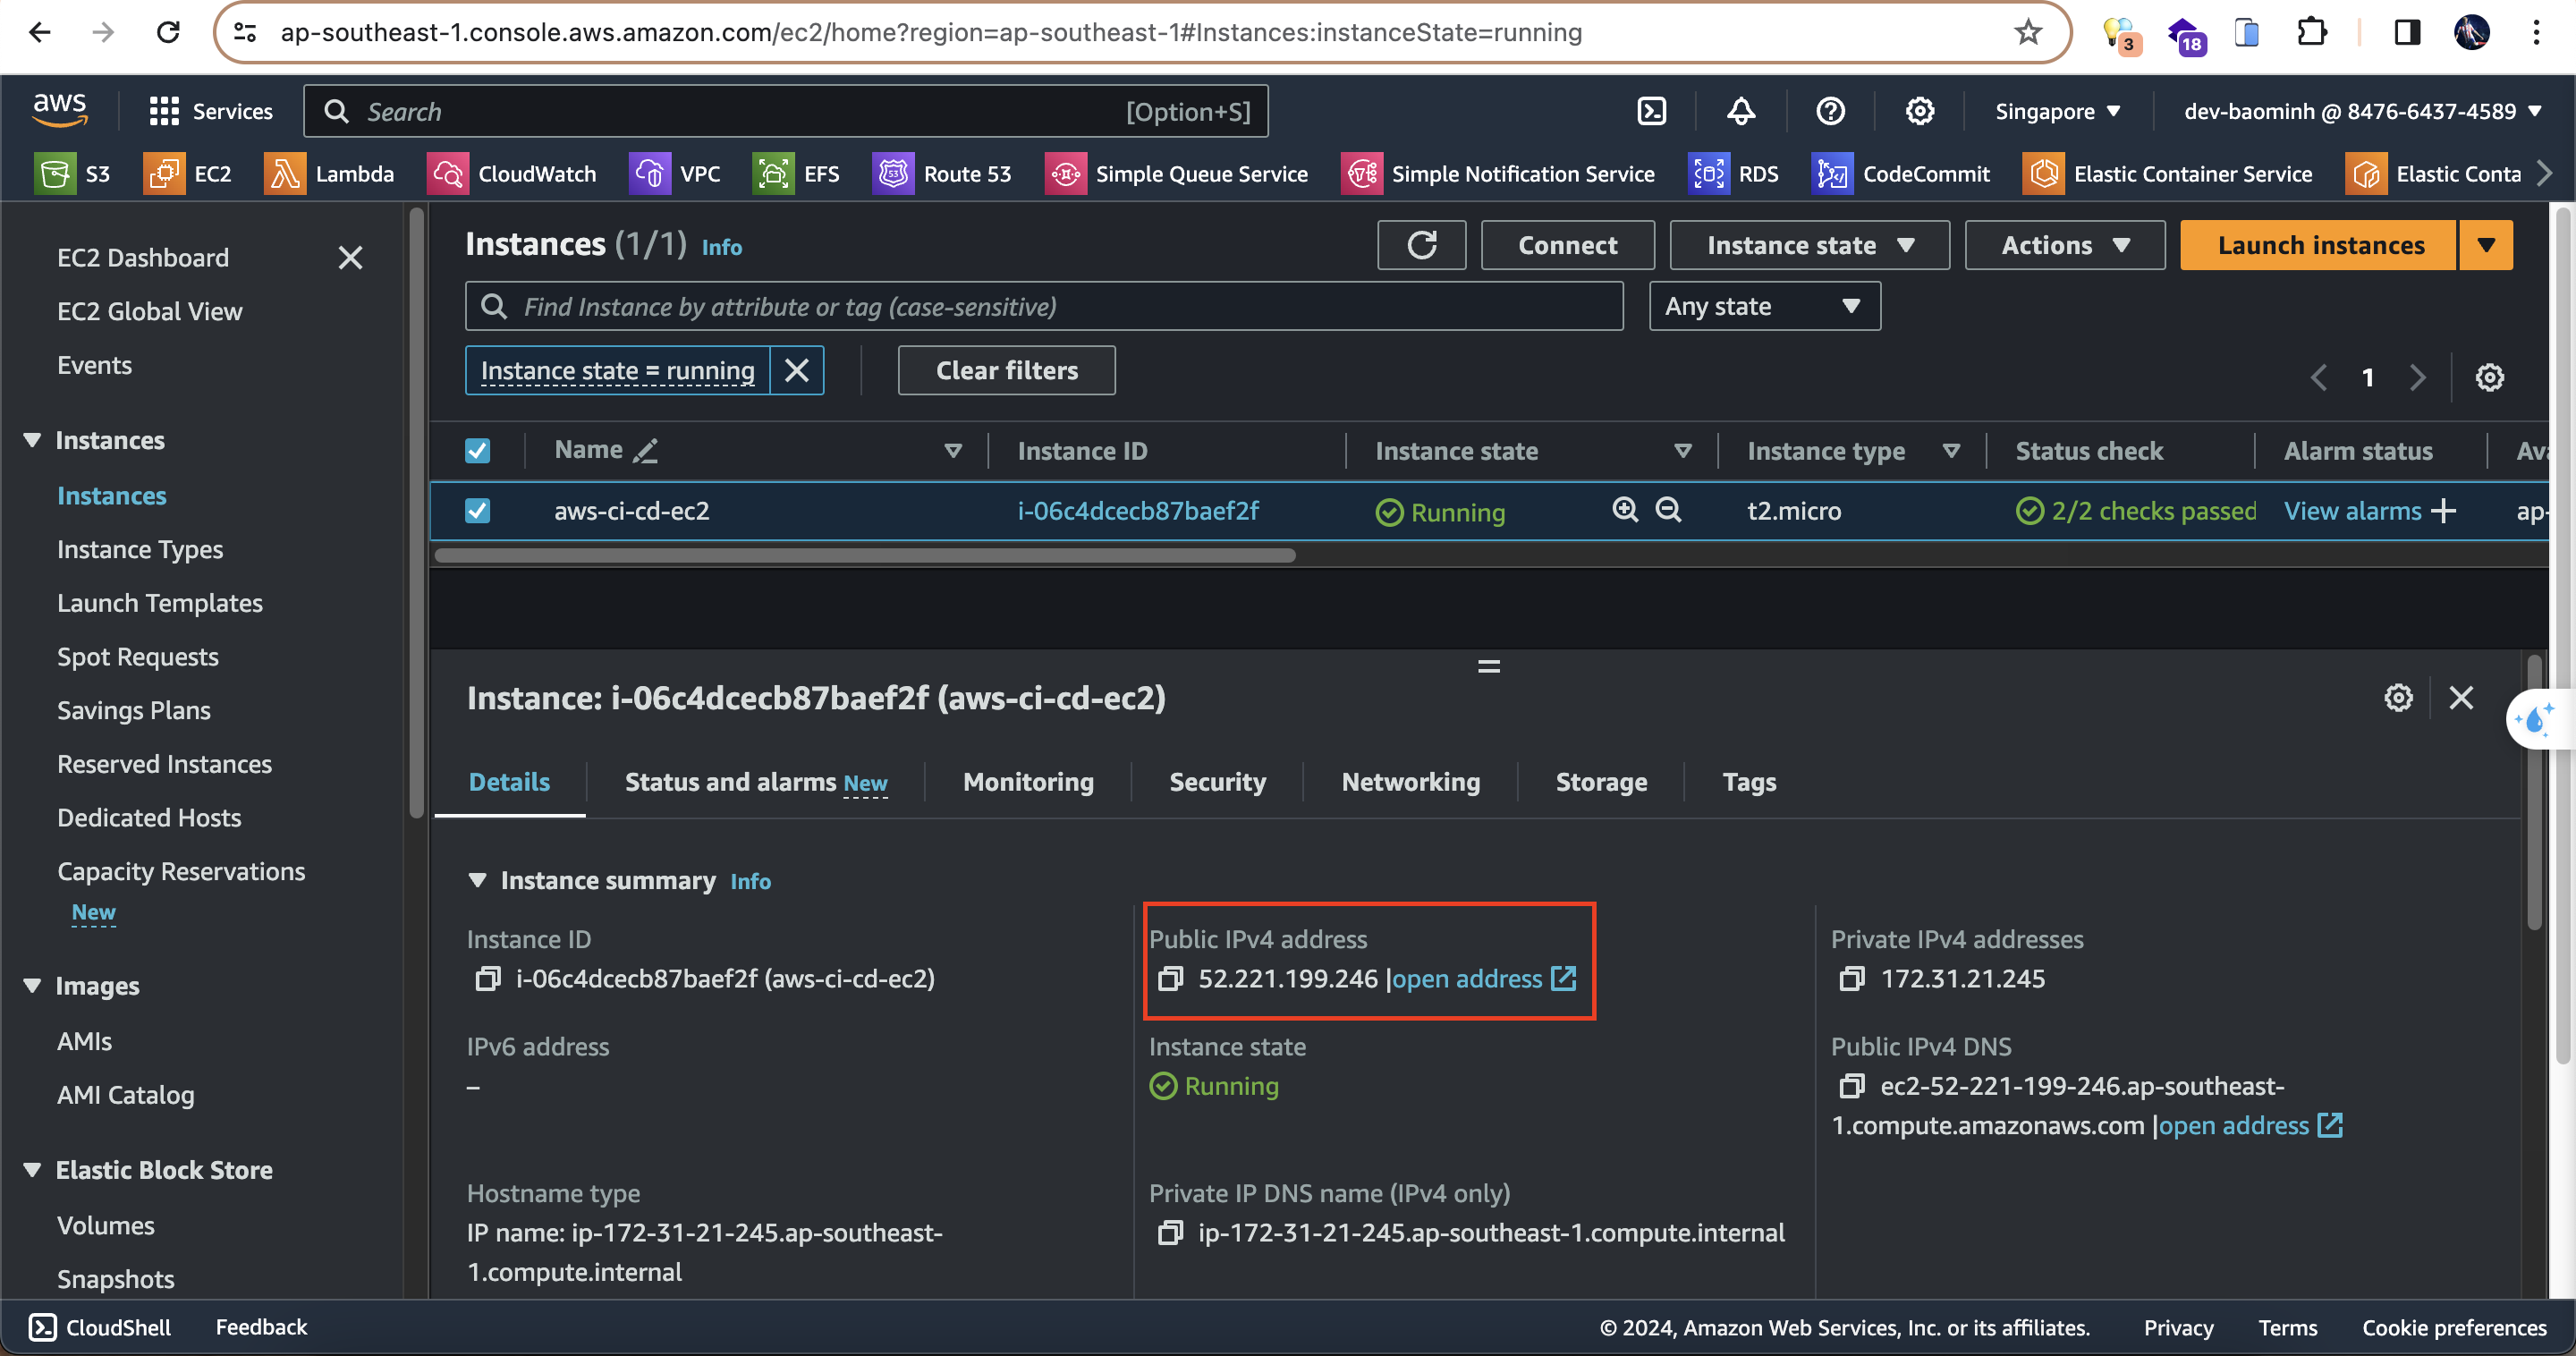 ap-southeast-1.console.aws.amazon.com/ec2/home?region=ap-southeast-1#Instances:instanceState=running
3
18
aws
Services
Search
[Option+S]
Singapore
dev-baominh @ 8476-6437-4589
S3
EC2
Lambda
CloudWatch
VPC
EFS
Route 53
Simple Queue Service
Simple Notification Service
RDS
CodeCommit
Elastic Container Service
Elastic Conta
EC2 Dashboard
EC2 Global View
Events
Instances
Instances
Instance Types
Launch Templates
Spot Requests
Savings Plans
Reserved Instances
Dedicated Hosts
Capacity Reservations
New
Images
AMIs
AMI Catalog
Elastic Block Store
Volumes
Snapshots
Instances (1/1) Info
Connect
Instance state
Actions
Launch instances
Find Instance by attribute or tag (case-sensitive)
Any state
Instance state = running
Clear filters
1
Name
Instance ID
Instance state
Instance type
Status check
Alarm status
Ava
aws-ci-cd-ec2
i-06c4dcecb87baef2f
Running
t2.micro
2/2 checks passed
View alarms
ap-
Instance: i-06c4dcecb87baef2f (aws-ci-cd-ec2)
Details
Status and alarms New
Monitoring
Security
Networking
Storage
Tags
Instance summary Info
Instance ID
i-06c4dcecb87baef2f (aws-ci-cd-ec2)
Public IPv4 address
52.221.199.246 |open address
Private IPv4 addresses
172.31.21.245
IPv6 address
–
Instance state
Running
Public IPv4 DNS
ec2-52-221-199-246.ap-southeast-
1.compute.amazonaws.com |open address
Hostname type
IP name: ip-172-31-21-245.ap-southeast-
1.compute.internal
Private IP DNS name (IPv4 only)
ip-172-31-21-245.ap-southeast-1.compute.internal
CloudShell
Feedback
© 2024, Amazon Web Services, Inc. or its affiliates.
Privacy
Terms
Cookie preferences